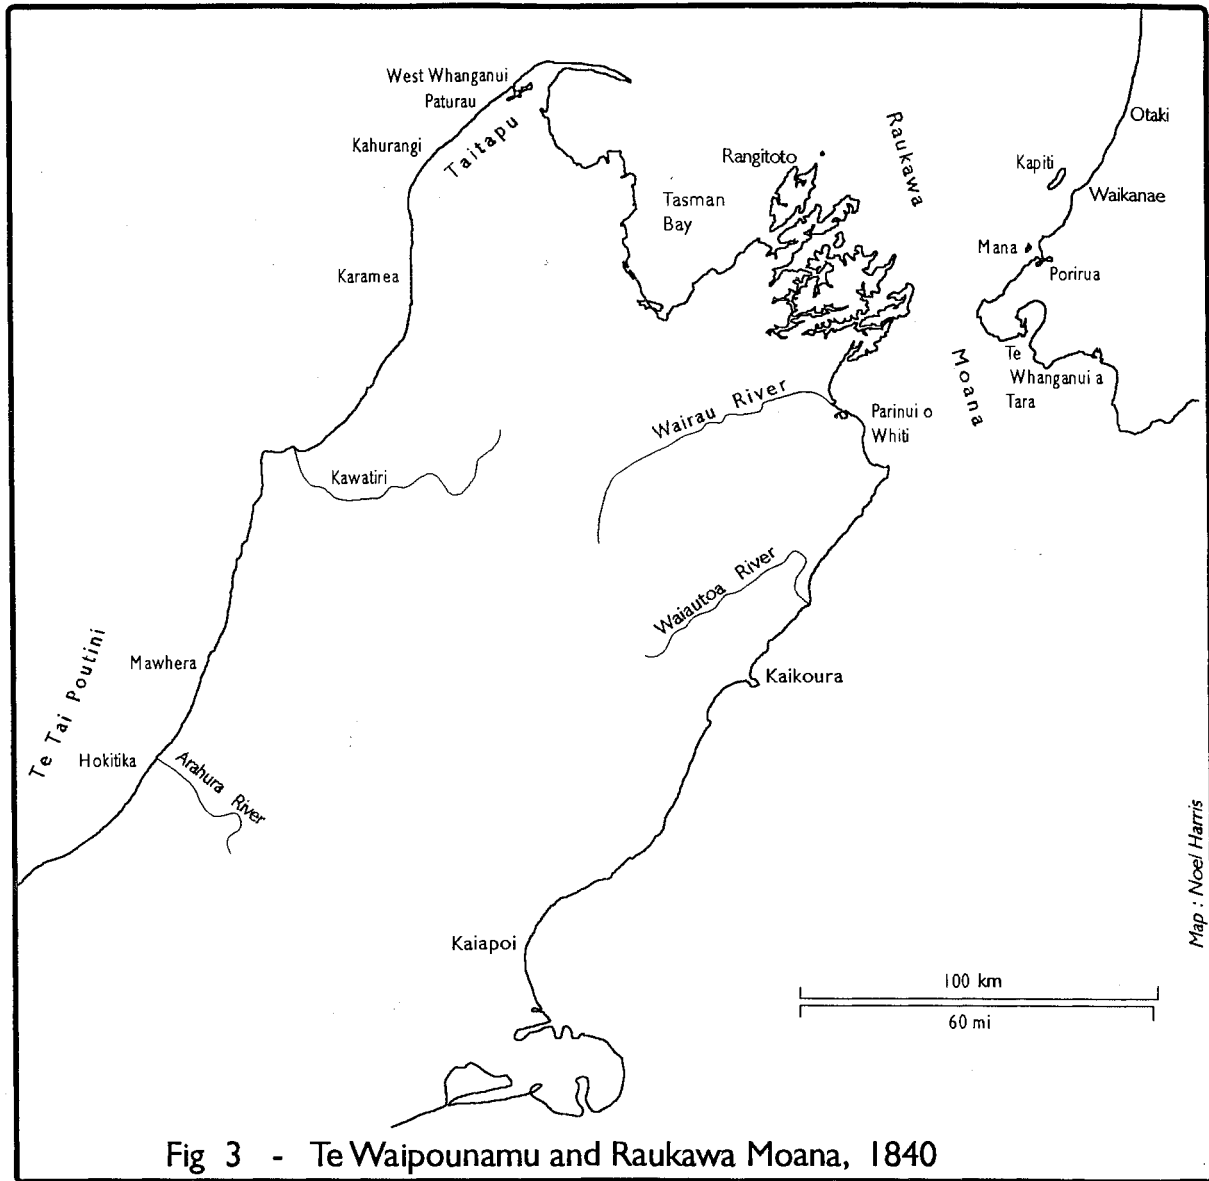 West Whanganui
Paturau
Kahurangi
Taitapu
Karamea
Tasman
Bay
Rangitoto
Raukawa
Moana
Otaki
Kapiti
Waikanae
Mana
Porirua
Te
Whanganui a
Tara
Wairau River
Parinui o
Whiti
Kawatiri
Waiautoa River
Kaikoura
Te Tai Poutini
Mawhera
Hokitika
Arahura River
Kaiapoi
100 km
60 mi
Map : Noel Harris
Fig 3 - Te Waipounamu and Raukawa Moana, 1840